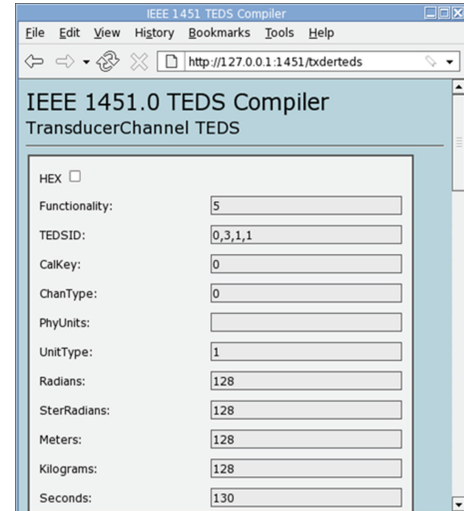 IEEE 1451 TEDS Compiler
File Edit View History Bookmarks Tools Help
http://127.0.0.1:1451/txderteds
IEEE 1451.0 TEDS Compiler
TransducerChannel TEDS
HEX
Functionality: 5
TEDSID: 0,3,1,1
CalKey: 0
ChanType: 0
PhyUnits:
UnitType: 1
Radians: 128
SterRadians: 128
Meters: 128
Kilograms: 128
Seconds: 130